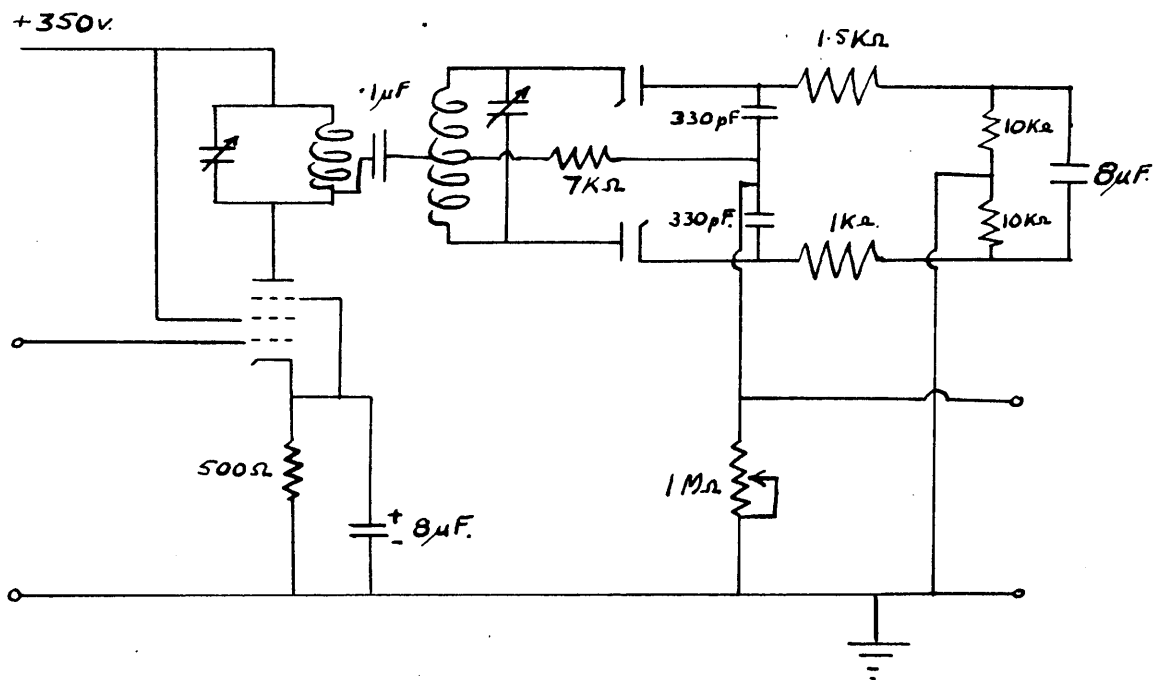 +350v.
1.5KΩ
.1µF
330pF
10KΩ
8µF.
7KΩ
330pF.
1KΩ.
10KΩ
500Ω
1MΩ
+
8µF.
-